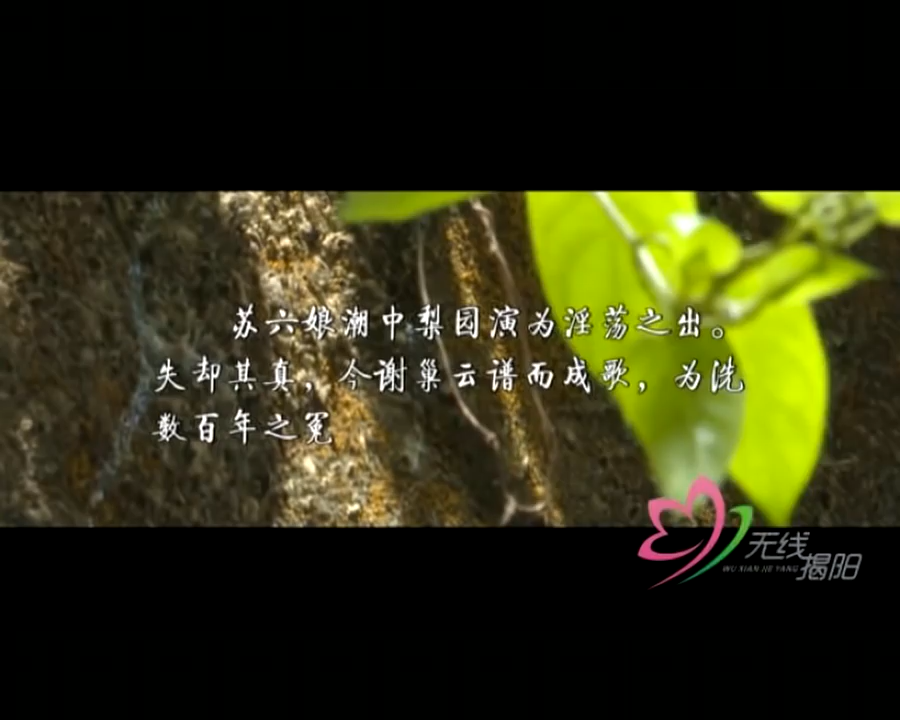 苏六娘潮中梨园演为淫荡之出。
失却其真，今谢巢云谱而成歌，为洗
数百年之冤
无线
WU XIAN JIE YANG
揭阳